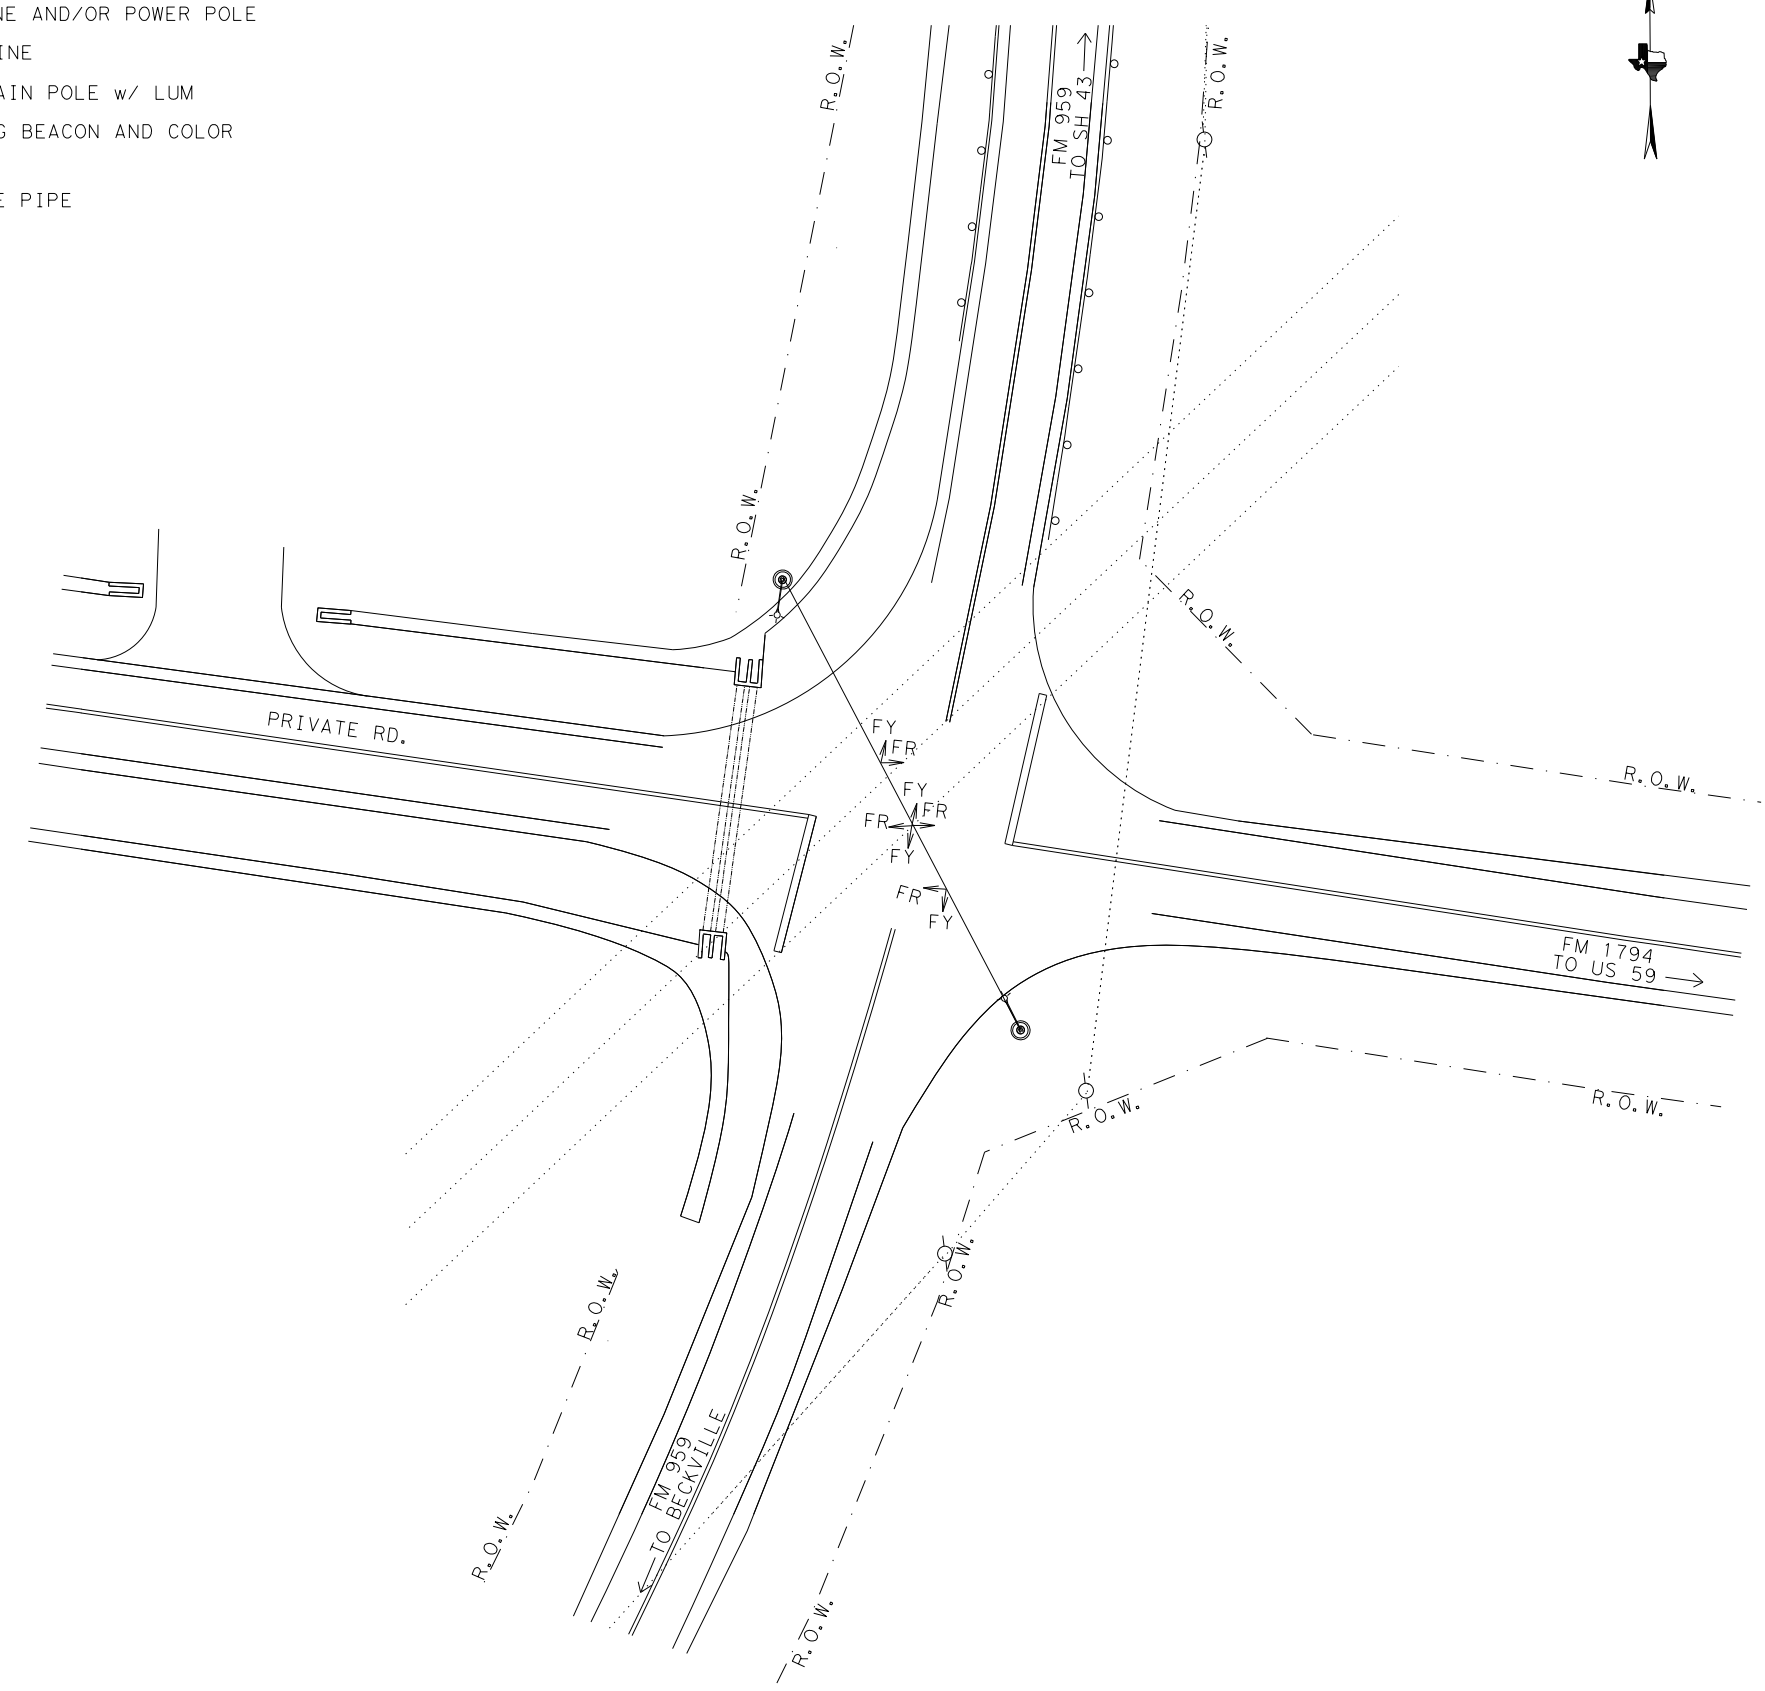 NE AND/OR POWER POLE
INE
AIN POLE w/ LUM
G BEACON AND COLOR
E PIPE
R.O.W.
FM 959
TO SH 43
R.O.W.
R.O.W.
R.O.W.
PRIVATE RD.
FY
FR
FY
FR
FR
FY
FR
FY
R.O.W.
FM 1794
TO US 59
R.O.W.
R.O.W.
R.O.W.
R.O.W.
FM 959
TO BECKVILLE
R.O.W.
R.O.W.